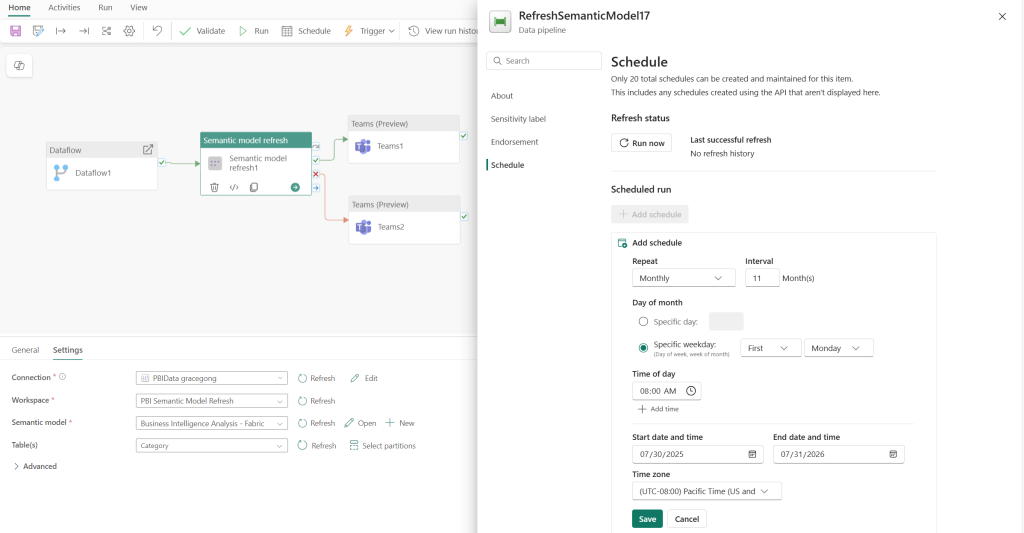 Home Activities Run View
Validate Run Schedule Trigger View run histo
Dataflow
Dataflow1
Semantic model refresh
Semantic model
refresh1
Teams (Preview)
Teams1
Teams (Preview)
Teams2
General Settings
Connection * PBIData gracegong Refresh Edit
Workspace * PBI Semantic Model Refresh Refresh
Semantic model * Business Intelligence Analysis - Fabric Refresh Open New
Table(s) Category Refresh Select partitions
Advanced
RefreshSemanticModel17
Data pipeline
Search
About
Sensitivity label
Endorsement
Schedule
Schedule
Only 20 total schedules can be created and maintained for this item.
This includes any schedules created using the API that aren't displayed here.
Refresh status
Run now
Last successful refresh
No refresh history
Scheduled run
Add schedule
Add schedule
Repeat Interval
Monthly 11 Month(s)
Day of month
Specific day:
Specific weekday: First Monday
(Day of week, week of month)
Time of day
08:00 AM
Add time
Start date and time End date and time
07/30/2025 07/31/2026
Time zone
(UTC-08:00) Pacific Time (US and
Save Cancel